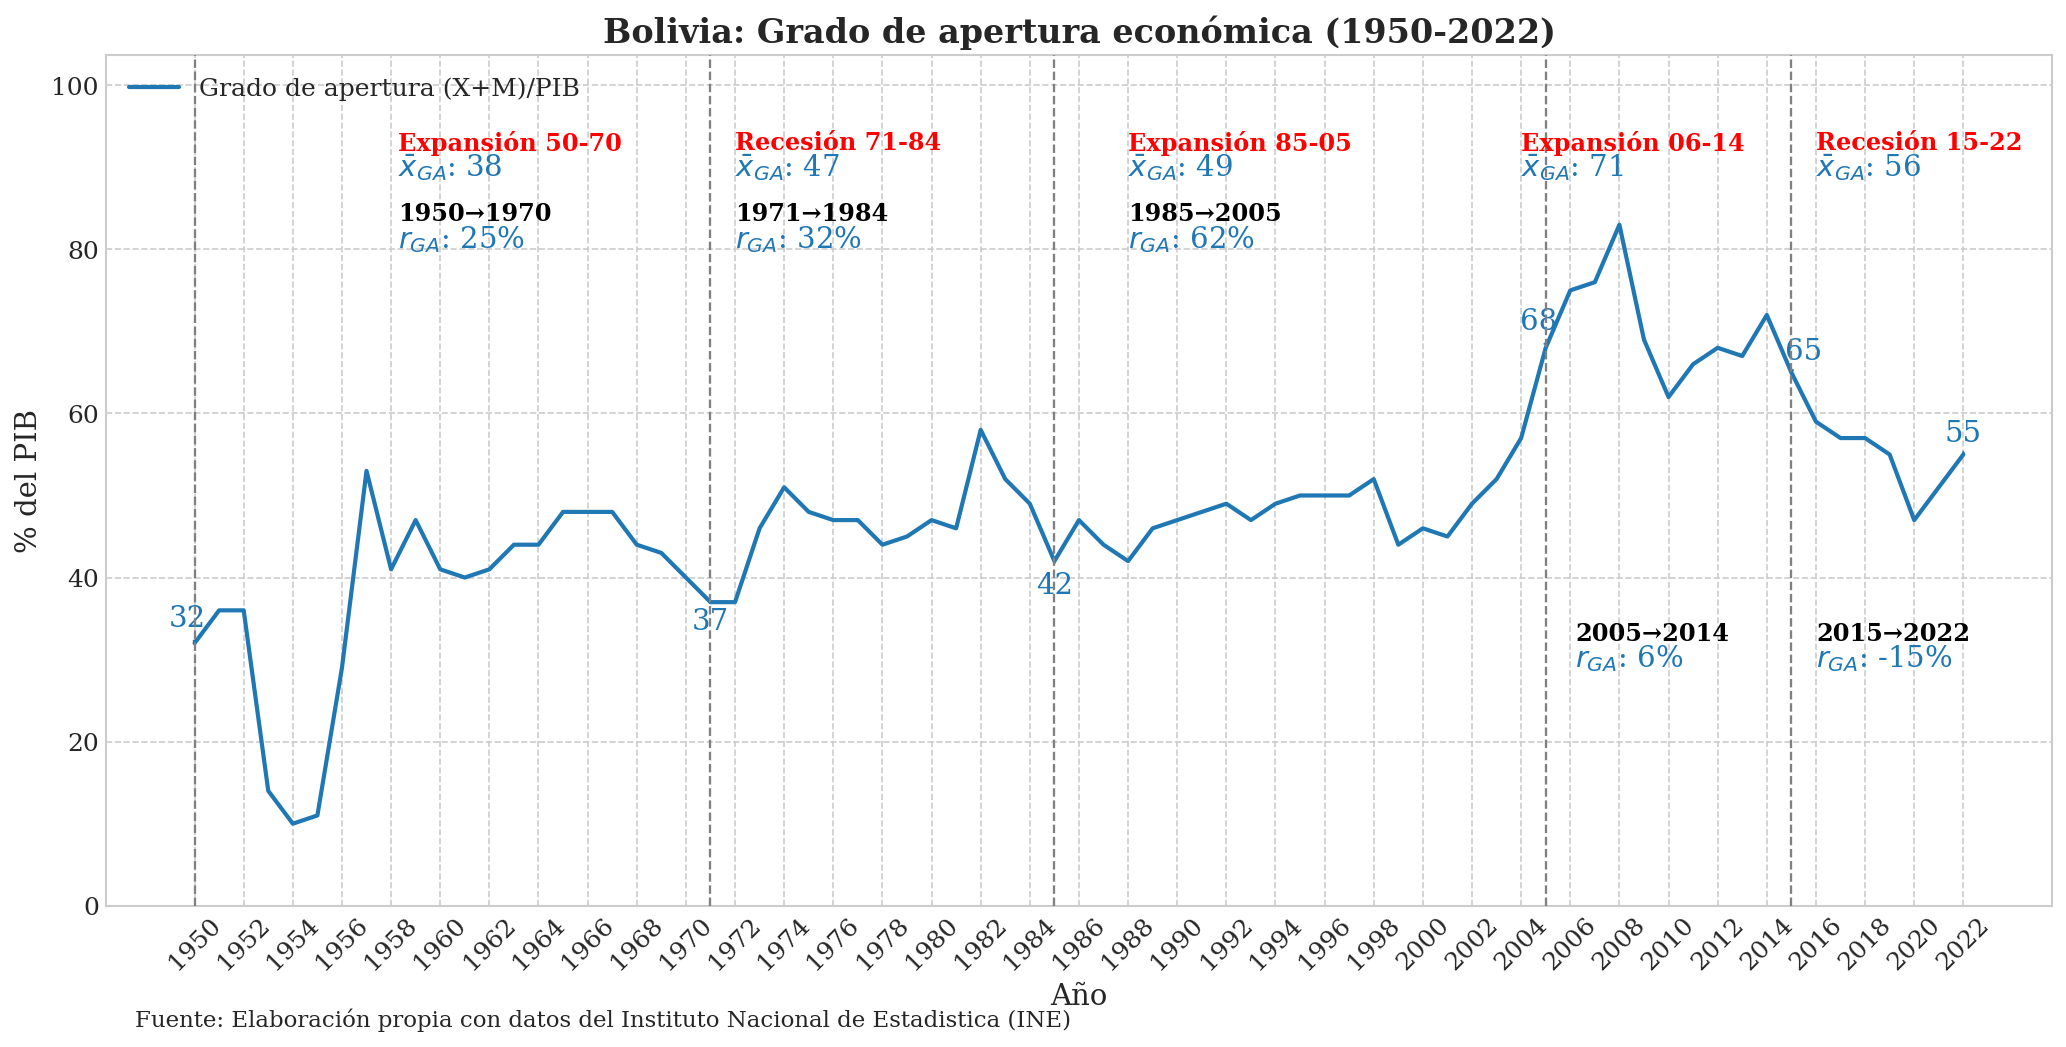 Bolivia: Grado de apertura económica (1950-2022)
Grado de apertura (X+M)/PIB
Expansión 50-70
x̄GA: 38
1950→1970
rGA: 25%
Recesión 71-84
x̄GA: 47
1971→1984
rGA: 32%
Expansión 85-05
x̄GA: 49
1985→2005
rGA: 62%
Expansión 06-14
x̄GA: 71
Recesión 15-22
x̄GA: 56
32
37
42
68
65
55
2005→2014
rGA: 6%
2015→2022
rGA: -15%
% del PIB
100
80
60
40
20
0
1950 1952 1954 1956 1958 1960 1962 1964 1966 1968 1970 1972 1974 1976 1978 1980 1982 1984 1986 1988 1990 1992 1994 1996 1998 2000 2002 2004 2006 2008 2010 2012 2014 2016 2018 2020 2022
Año
Fuente: Elaboración propia con datos del Instituto Nacional de Estadistica (INE)